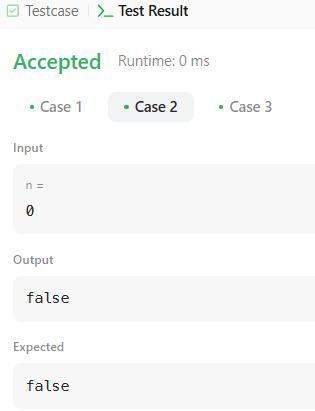 Testcase Test Result
Accepted Runtime: 0 ms
Case 1 Case 2 Case 3
Input
n =
0
Output
false
Expected
false